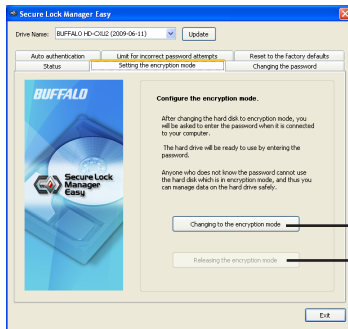 Secure Lock Manager Easy
Drive Name: BUFFALO HD-CXU2 (2009-06-11) Update
Auto authentication Limit for incorrect password attempts Reset to the factory defaults
Status Setting the encryption mode Changing the password
BUFFALO
Secure Lock
Manager
Easy
Configure the encryption mode.
After changing the hard disk to encryption mode, you
will be asked to enter the password when it is connected
to your computer.
The hard drive will be ready to use by entering the
password.
Anyone who does not know the password cannot use
the hard disk which is in encryption mode, and thus you
can manage data on the hard drive safely.
Changing to the encryption mode
Releasing the encryption mode
Exit